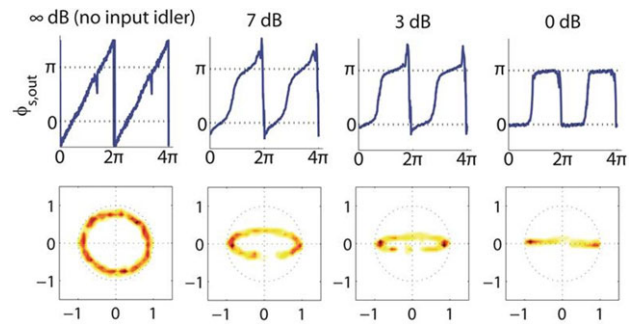 ∞ dB (no input idler) 7 dB 3 dB 0 dB
π π π π
ϕs,out
0 0 0 0
0 2π 4π 0 2π 4π 0 2π 4π 0 2π 4π
1 1 1 1
0 0 0 0
−1 −1 −1 −1
−1 0 1 −1 0 1 −1 0 1 −1 0 1